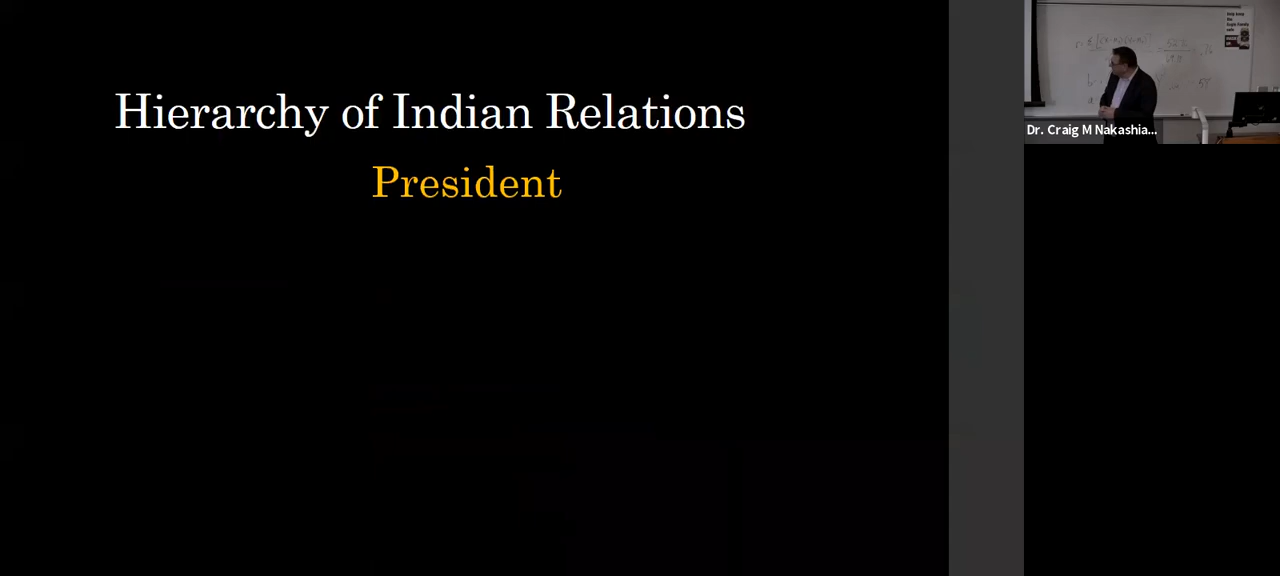 Hierarchy of Indian Relations
President
Dr. Craig M Nakashia...